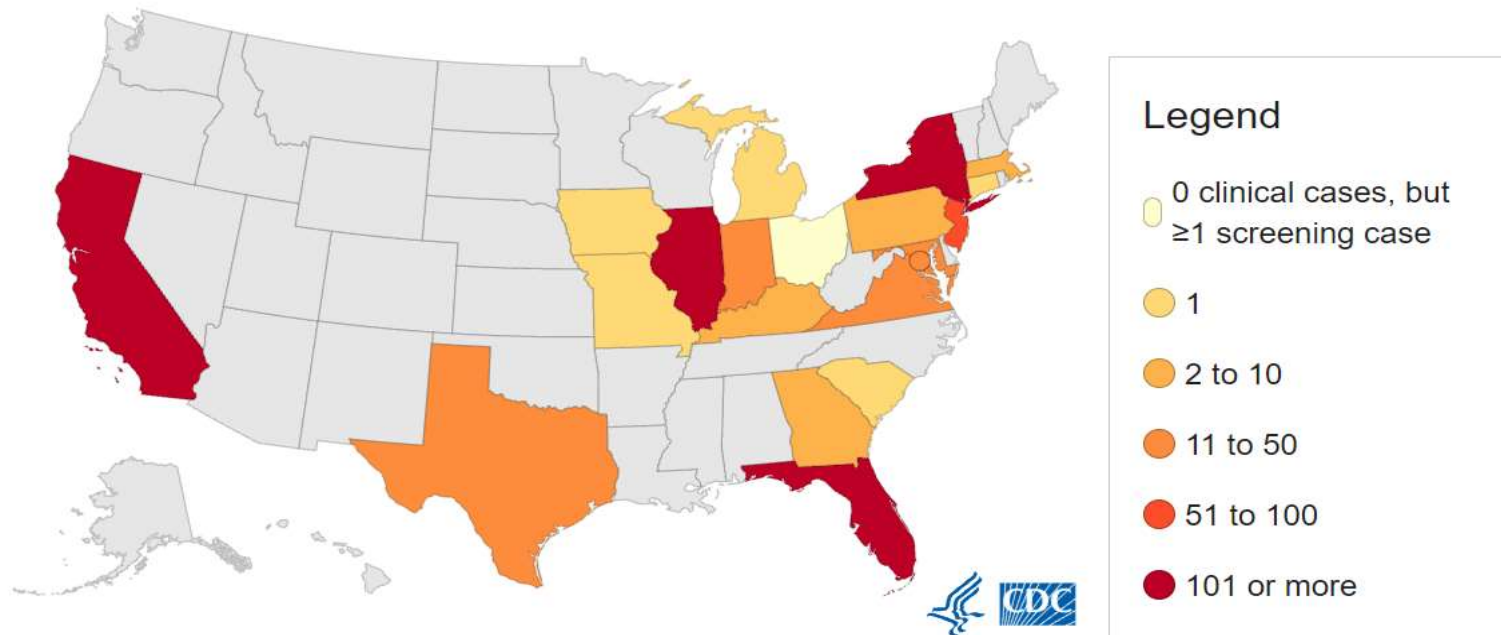 Legend
0 clinical cases, but
≥1 screening case
1
2 to 10
11 to 50
51 to 100
101 or more
CDC